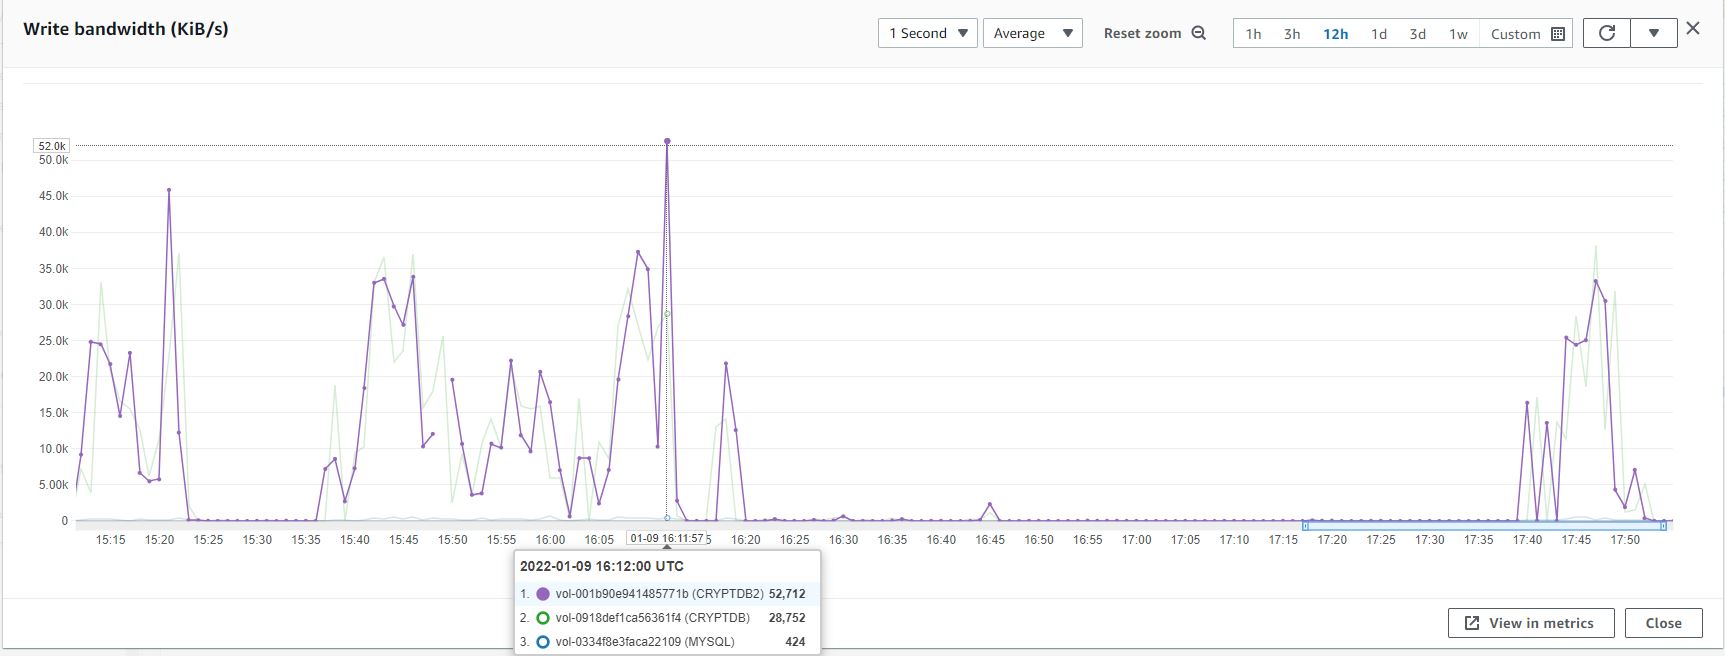 Write bandwidth (KiB/s)
1 Second Average Reset zoom 1h 3h 12h 1d 3d 1w Custom
52.0k
50.0k
45.0k
40.0k
35.0k
30.0k
25.0k
20.0k
15.0k
10.0k
5.00k
0
15:15 15:20 15:25 15:30 15:35 15:40 15:45 15:50 15:55 16:00 16:05 01-09 16:11:57 16:20 16:25 16:30 16:35 16:40 16:45 16:50 16:55 17:00 17:05 17:10 17:15 17:20 17:25 17:30 17:35 17:40 17:45 17:50
2022-01-09 16:12:00 UTC
1. vol-001b90e941485771b (CRYPTDB2) 52,712
2. vol-0918def1ca56361f4 (CRYPTDB) 28,752
3. vol-0334f8e3faca22109 (MYSQL) 424
View in metrics Close